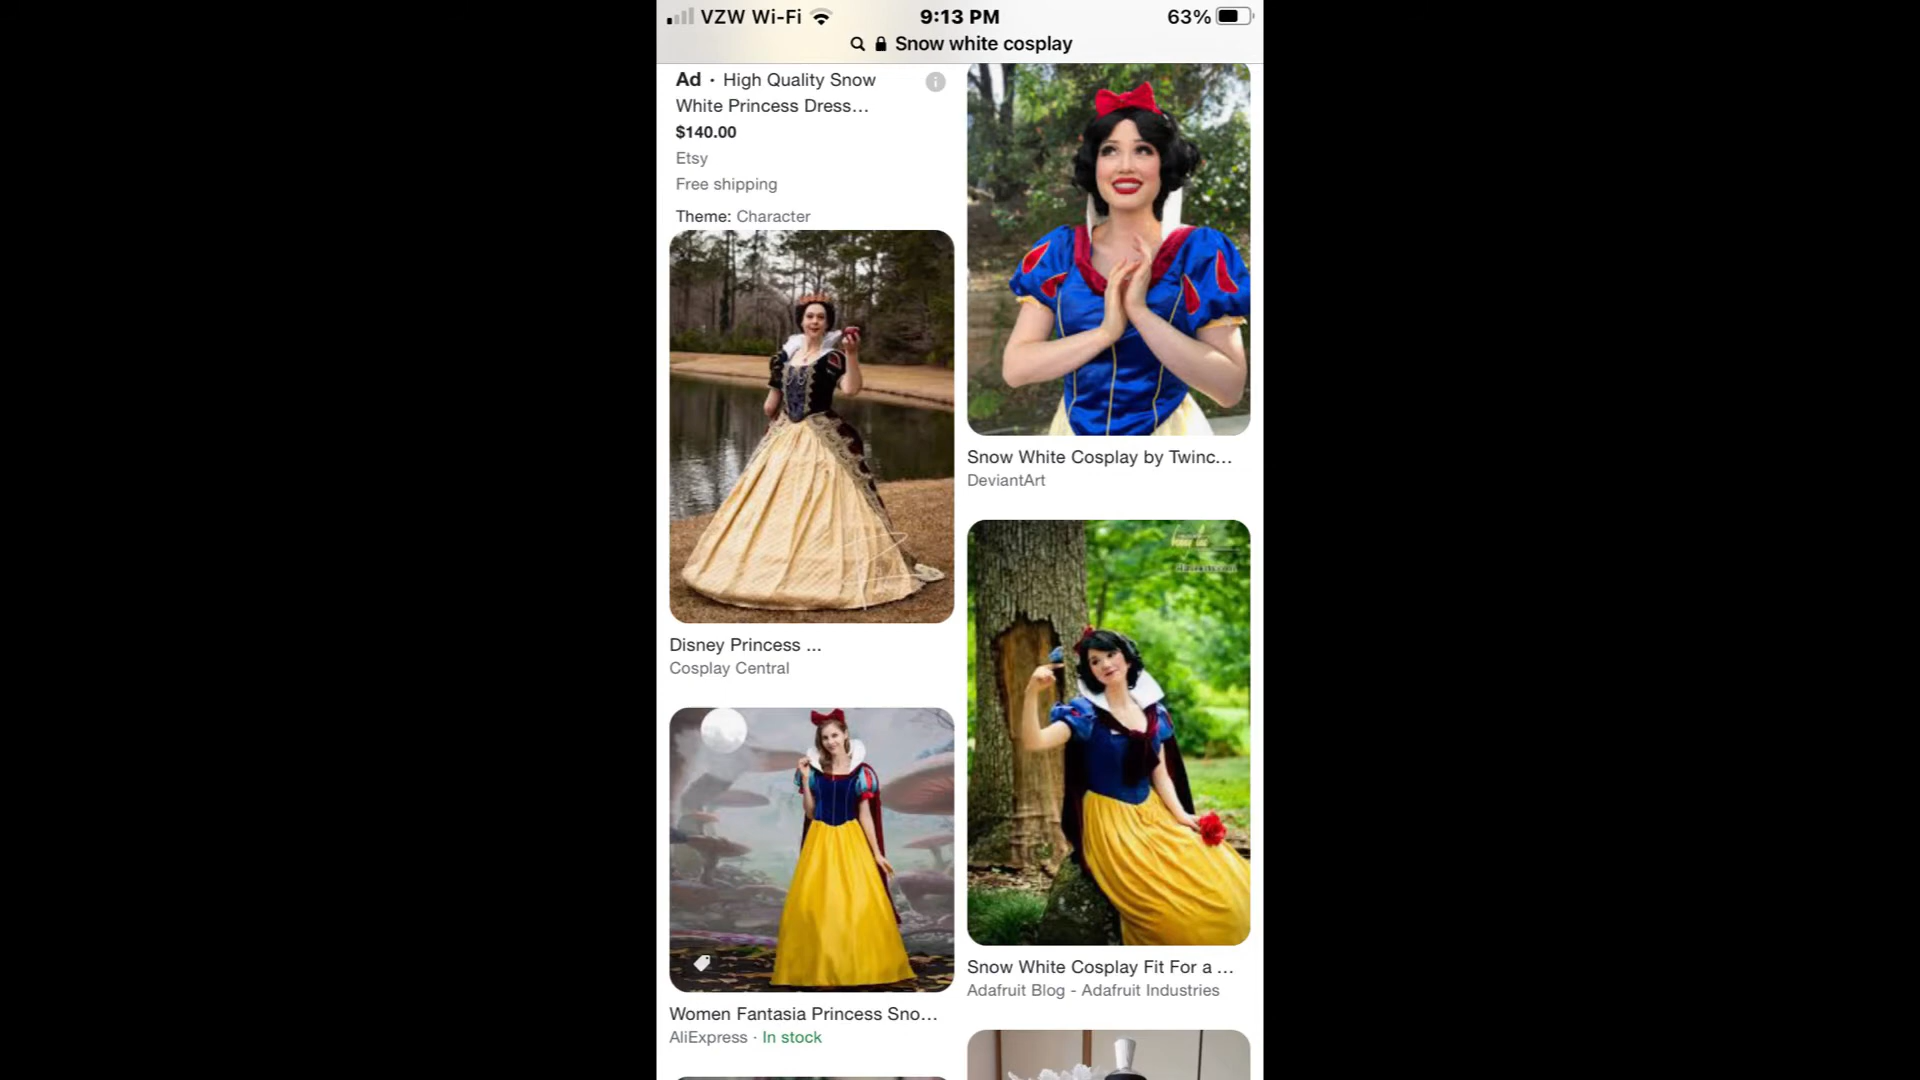 VZW Wi-Fi 9:13 PM 63%
Snow white cosplay
Ad · High Quality Snow
White Princess Dress...
$140.00
Etsy
Free shipping
Theme: Character
Disney Princess ...
Cosplay Central
Women Fantasia Princess Sno...
AliExpress · In stock
Snow White Cosplay by Twinc...
DeviantArt
Snow White Cosplay Fit For a ...
Adafruit Blog - Adafruit Industries